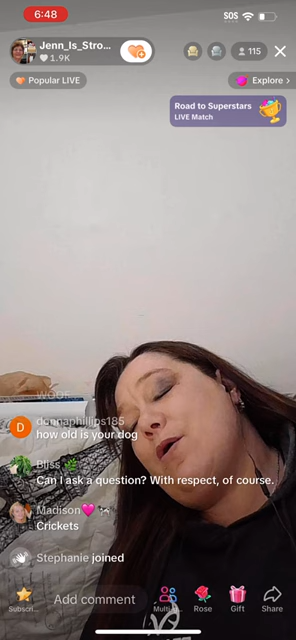 6:48
SOS
Jenn_Is_Stro...
1.9K
115
Popular LIVE
Explore >
Road to Superstars
LIVE Match
WOOF
donnaphillips185
how old is your dog
Bliss
Can I ask a question? With respect, of course.
Madison
Crickets
Stephanie joined
Subscri...
Add comment
Rose
Gift
Share